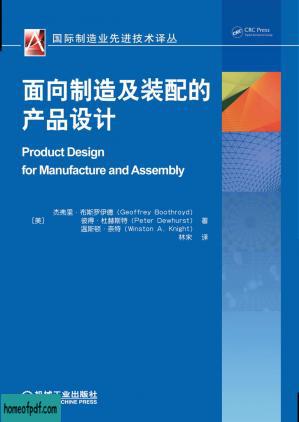 国际制造业先进技术译丛
CRC Press
面向制造及装配的
产品设计
Product Design
for Manufacture and Assembly
杰弗里·布斯罗伊德(Geoffrey Boothroyd)
[美] 彼得·杜赫斯特(Peter Dewhurst) 著
温斯顿·奈特(Winston A. Knight)
林宋 译
机械工业出版社
CHINA MACHINE PRESS
homeofpdf.com